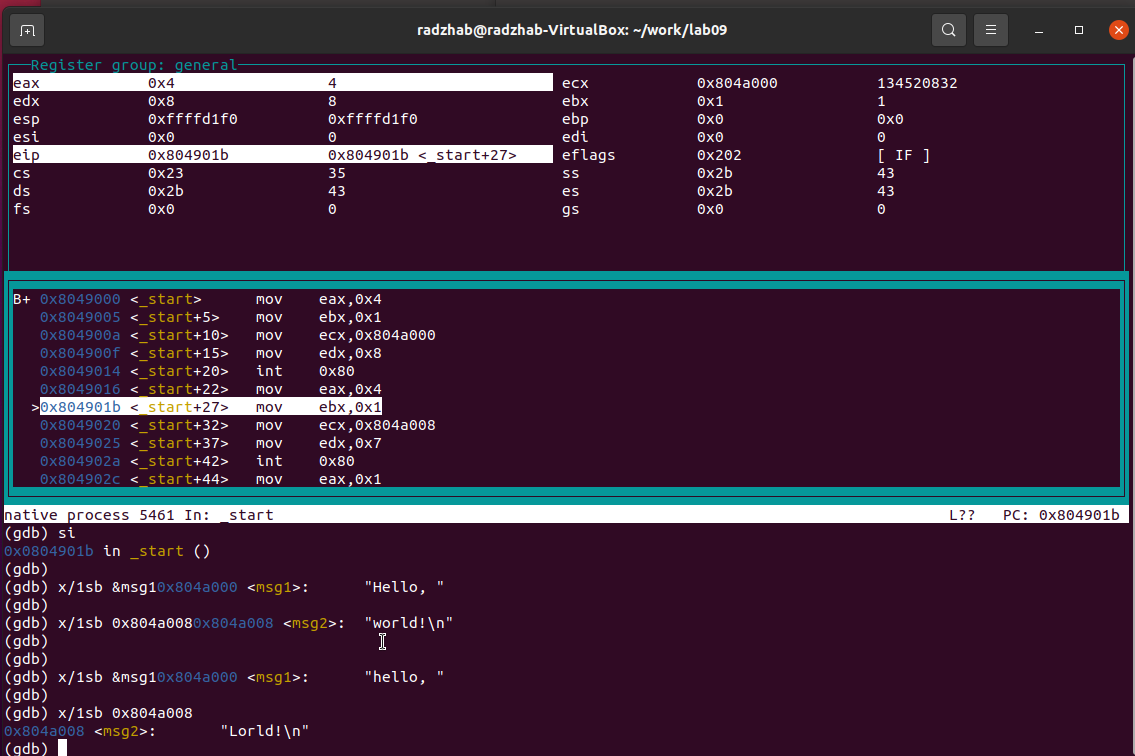 radzhab@radzhab-VirtualBox: ~/work/lab09
Register group: general
eax 0x4 4 ecx 0x804a000 134520832
edx 0x8 8 ebx 0x1 1
esp 0xffffd1f0 0xffffd1f0 ebp 0x0 0x0
esi 0x0 0 edi 0x0 0
eip 0x804901b 0x804901b <_start+27> eflags 0x202 [ IF ]
cs 0x23 35 ss 0x2b 43
ds 0x2b 43 es 0x2b 43
fs 0x0 0 gs 0x0 0
B+ 0x8049000 <_start> mov eax,0x4
0x8049005 <_start+5> mov ebx,0x1
0x804900a <_start+10> mov ecx,0x804a000
0x804900f <_start+15> mov edx,0x8
0x8049014 <_start+20> int 0x80
0x8049016 <_start+22> mov eax,0x4
>0x804901b <_start+27> mov ebx,0x1
0x8049020 <_start+32> mov ecx,0x804a008
0x8049025 <_start+37> mov edx,0x7
0x804902a <_start+42> int 0x80
0x804902c <_start+44> mov eax,0x1
native process 5461 In: _start L?? PC: 0x804901b
(gdb) si
0x0804901b in _start ()
(gdb)
(gdb) x/1sb &msg10x804a000 <msg1>: "Hello, "
(gdb)
(gdb) x/1sb 0x804a0080x804a008 <msg2>: "world!\n"
(gdb)
(gdb)
(gdb) x/1sb &msg10x804a000 <msg1>: "hello, "
(gdb)
(gdb) x/1sb 0x804a008
0x804a008 <msg2>: "Lorld!\n"
(gdb)